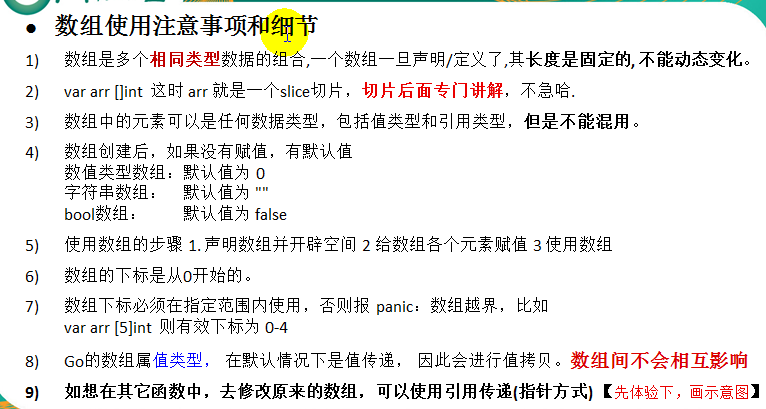 ● 数组使用注意事项和细节
1) 数组是多个相同类型数据的组合,一个数组一旦声明/定义了,其长度是固定的, 不能动态变化。
2) var arr []int 这时 arr 就是一个slice切片，切片后面专门讲解，不急哈.
3) 数组中的元素可以是任何数据类型，包括值类型和引用类型，但是不能混用。
4) 数组创建后，如果没有赋值，有默认值
数值类型数组：默认值为 0
字符串数组： 默认值为 ""
bool数组： 默认值为 false
5) 使用数组的步骤 1. 声明数组并开辟空间 2 给数组各个元素赋值 3 使用数组
6) 数组的下标是从0开始的。
7) 数组下标必须在指定范围内使用，否则报 panic：数组越界，比如
var arr [5]int 则有效下标为 0-4
8) Go的数组属值类型， 在默认情况下是值传递， 因此会进行值拷贝。数组间不会相互影响
9) 如想在其它函数中，去修改原来的数组，可以使用引用传递(指针方式)【先体验下，画示意图】